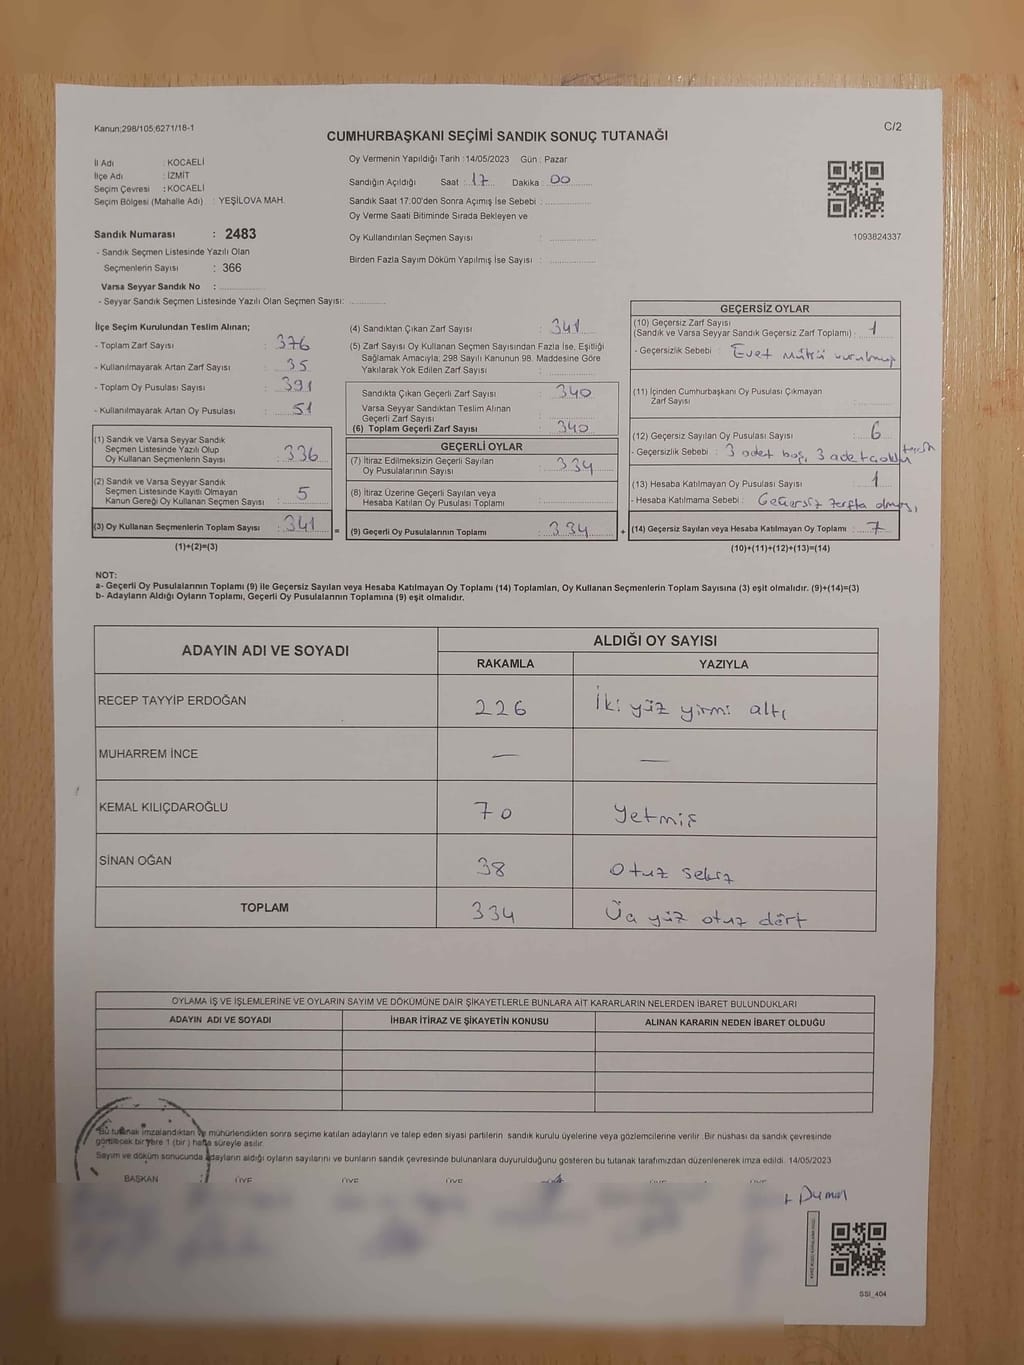 Kanun;298/105;6271/18-1
C/2
CUMHURBAŞKANI SEÇİMİ SANDIK SONUÇ TUTANAĞI
İl Adı : KOCAELİ
İlçe Adı : İZMİT
Seçim Çevresi : KOCAELİ
Seçim Bölgesi (Mahalle Adı) : YEŞİLOVA MAH.
Sandık Numarası : 2483
- Sandık Seçmen Listesinde Yazılı Olan
Seçmenlerin Sayısı : 366
Varsa Seyyar Sandık No :
- Seyyar Sandık Seçmen Listesinde Yazılı Olan Seçmen Sayısı:
Oy Vermenin Yapıldığı Tarih : 14/05/2023 Gün : Pazar
Sandığın Açıldığı Saat : 17 Dakika : 00
Sandık Saat 17.00'den Sonra Açımış İse Sebebi :
Oy Verme Saati Bitiminde Sırada Bekleyen ve
Oy Kullandırılan Seçmen Sayısı :
Birden Fazla Sayım Döküm Yapılmış İse Sayısı :
1093824337
İlçe Seçim Kurulundan Teslim Alınan;
- Toplam Zarf Sayısı : 376
- Kullanılmayarak Artan Zarf Sayısı : 35
- Toplam Oy Pusulası Sayısı : 391
- Kullanılmayarak Artan Oy Pusulası : 51
(1) Sandık ve Varsa Seyyar Sandık
Seçmen Listesinde Yazılı Olup
Oy Kullanan Seçmenlerin Sayısı : 336
(2) Sandık ve Varsa Seyyar Sandık
Seçmen Listesinde Kayıtlı Olmayan
Kanun Gereği Oy Kullanan Seçmen Sayısı : 5
(3) Oy Kullanan Seçmenlerin Toplam Sayısı : 341 =
(1)+(2)=(3)
(4) Sandıktan Çıkan Zarf Sayısı : 341
(5) Zarf Sayısı Oy Kullanan Seçmen Sayısından Fazla İse, Eşitliği
Sağlamak Amacıyla; 298 Sayılı Kanunun 98. Maddesine Göre
Yakılarak Yok Edilen Zarf Sayısı :
Sandıkta Çıkan Geçerli Zarf Sayısı : 340
Varsa Seyyar Sandıktan Teslim Alınan
Geçerli Zarf Sayısı :
(6) Toplam Geçerli Zarf Sayısı : 340
GEÇERLİ OYLAR
(7) İtiraz Edilmeksizin Geçerli Sayılan
Oy Pusulalarının Sayısı : 334
(8) İtiraz Üzerine Geçerli Sayılan veya
Hesaba Katılan Oy Pusulası Toplamı :
(9) Geçerli Oy Pusulalarının Toplamı : 334 +
GEÇERSİZ OYLAR
(10) Geçersiz Zarf Sayısı
(Sandık ve Varsa Seyyar Sandık Geçersiz Zarf Toplamı) : 1
- Geçersizlik Sebebi : Evet mührü vurulmuş
(11) İçinden Cumhurbaşkanı Oy Pusulası Çıkmayan
Zarf Sayısı :
(12) Geçersiz Sayılan Oy Pusulası Sayısı : 6
- Geçersizlik Sebebi : 3 adet boş, 3 adet çoklu tercih
(13) Hesaba Katılmayan Oy Pusulası Sayısı : 1
- Hesaba Katılmama Sebebi : Geçersiz zarfta olması
(14) Geçersiz Sayılan veya Hesaba Katılmayan Oy Toplamı : 7
(10)+(11)+(12)+(13)=(14)
NOT:
a- Geçerli Oy Pusulalarının Toplamı (9) ile Geçersiz Sayılan veya Hesaba Katılmayan Oy Toplamı (14) Toplamları, Oy Kullanan Seçmenlerin Toplam Sayısına (3) eşit olmalıdır. (9)+(14)=(3)
b- Adayların Aldığı Oyların Toplamı, Geçerli Oy Pusulalarının Toplamına (9) eşit olmalıdır.
ADAYIN ADI VE SOYADI
ALDIĞI OY SAYISI
RAKAMLA YAZIYLA
RECEP TAYYİP ERDOĞAN 226 İki yüz yirmi altı
MUHARREM İNCE — —
KEMAL KILIÇDAROĞLU 70 Yetmiş
SİNAN OĞAN 38 Otuz sekiz
TOPLAM 334 Üç yüz otuz dört
OYLAMA İŞ VE İŞLEMLERİNE VE OYLARIN SAYIM VE DÖKÜMÜNE DAİR ŞİKAYETLERLE BUNLARA AİT KARARLARIN NELERDEN İBARET BULUNDUKLARI
ADAYIN ADI VE SOYADI İHBAR İTİRAZ VE ŞİKAYETİN KONUSU ALINAN KARARIN NEDEN İBARET OLDUĞU
Bu tutanak imzalandıktan ve mühürlendikten sonra seçime katılan adayların ve talep eden siyasi partilerin sandık kurulu üyelerine veya gözlemcilerine verilir. Bir nüshası da sandık çevresinde
görülecek bir yere 1 (bir) hafta süreyle asılır.
Sayım ve döküm sonucunda adayların aldığı oyların sayılarını ve bunların sandık çevresinde bulunanlara duyurulduğunu gösteren bu tutanak tarafımızdan düzenlenerek imza edildi. 14/05/2023
BAŞKAN ÜYE ÜYE ÜYE ÜYE ÜYE
SSİ_404